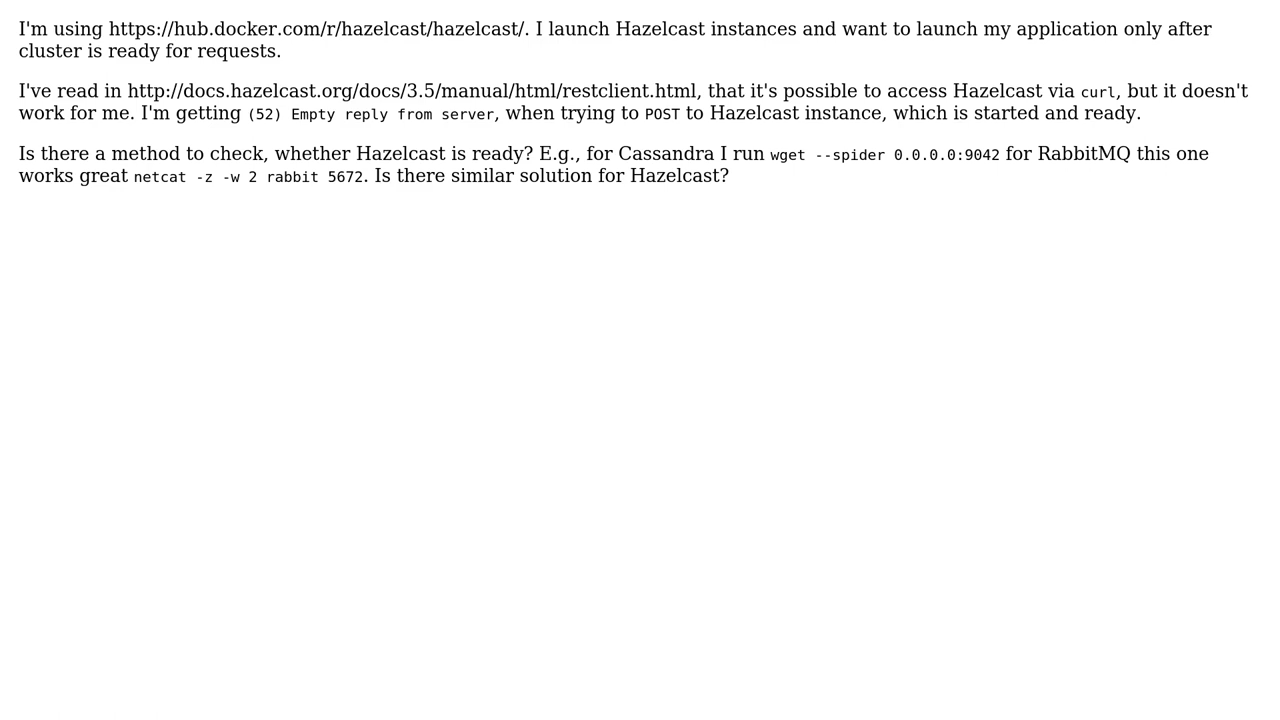 I'm using https://hub.docker.com/r/hazelcast/hazelcast/. I launch Hazelcast instances and want to launch my application only after
cluster is ready for requests.
I've read in http://docs.hazelcast.org/docs/3.5/manual/html/restclient.html, that it's possible to access Hazelcast via curl, but it doesn't
work for me. I'm getting (52) Empty reply from server, when trying to POST to Hazelcast instance, which is started and ready.
Is there a method to check, whether Hazelcast is ready? E.g., for Cassandra I run wget --spider 0.0.0.0:9042 for RabbitMQ this one
works great netcat -z -w 2 rabbit 5672. Is there similar solution for Hazelcast?